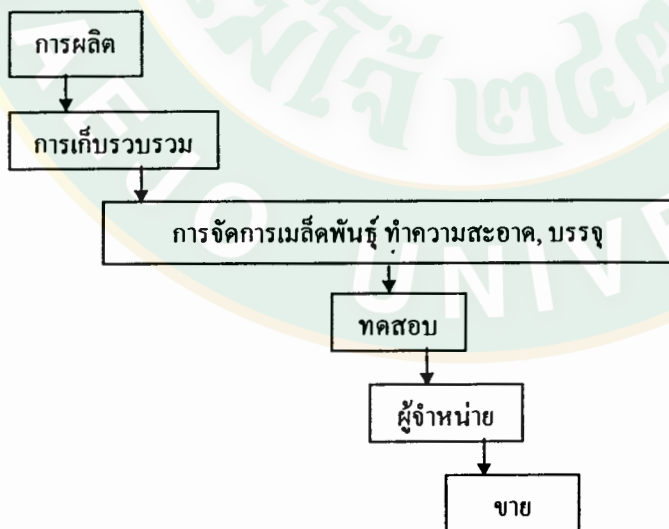 การผลิต
การเก็บรวบรวม
การจัดการเมล็ดพันธุ์ ทำความสะอาด, บรรจุ
ทดสอบ
ผู้จำหน่าย
ขาย